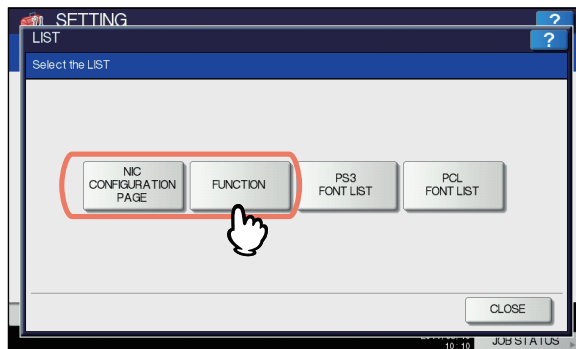 SETTING
?
LIST
?
Select the LIST
NIC
CONFIGURATION
PAGE
FUNCTION
PS3
FONT LIST
PCL
FONT LIST
CLOSE
10:10
JOB STATUS